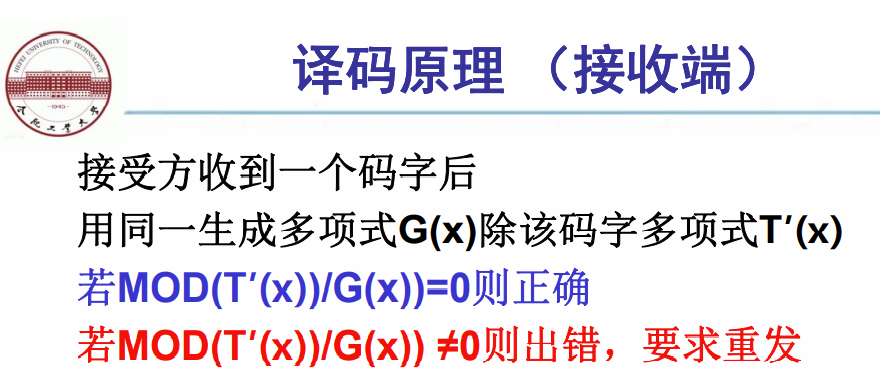 HEFEI UNIVERSITY OF TECHNOLOGY
1945
合肥工业大学
译码原理 （接收端）
接受方收到一个码字后
用同一生成多项式G(x)除该码字多项式T′(x)
若MOD(T′(x))/G(x))=0则正确
若MOD(T′(x))/G(x)) ≠0则出错，要求重发